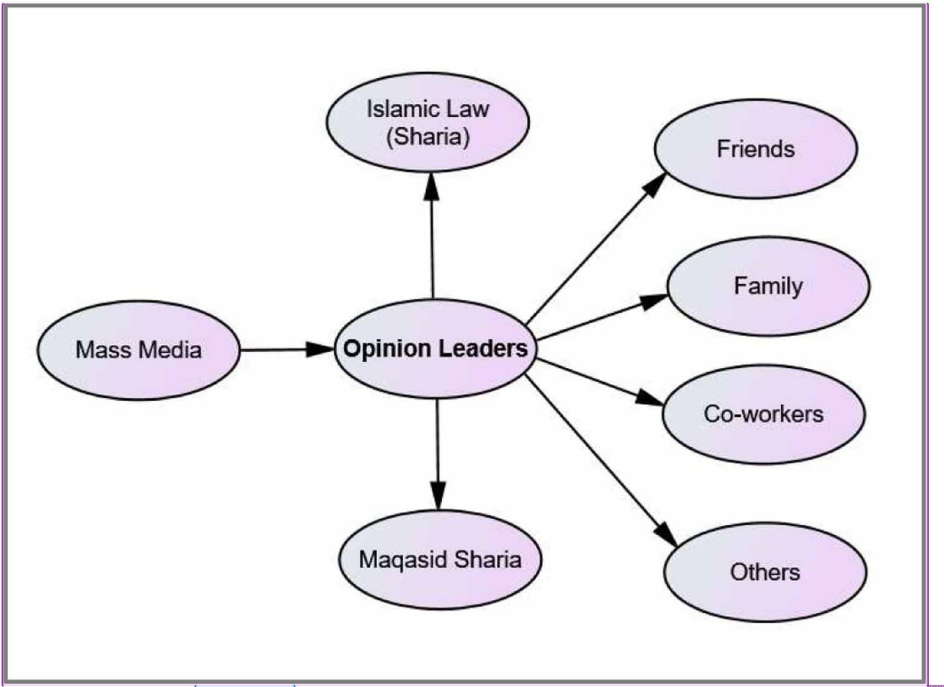 Islamic Law
(Sharia)
Friends
Family
Mass Media
Opinion Leaders
Co-workers
Maqasid Sharia
Others